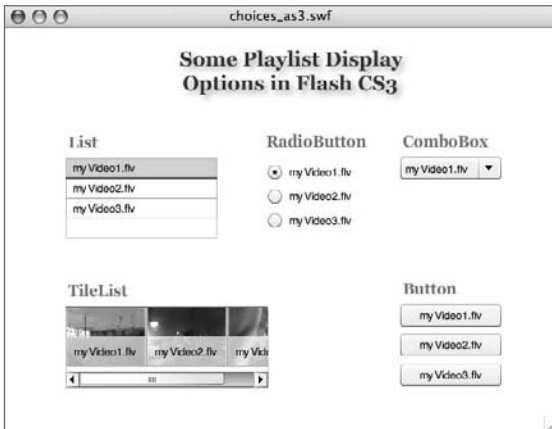 choices_as3.swf
Some Playlist Display
Options in Flash CS3
List
myVideo1.flv
myVideo2.flv
myVideo3.flv
RadioButton
myVideo1.flv
myVideo2.flv
myVideo3.flv
ComboBox
myVideo1.flv
TileList
myVideo1.flv
myVideo2.flv
myVid
Button
myVideo1.flv
myVideo2.flv
myVideo3.flv